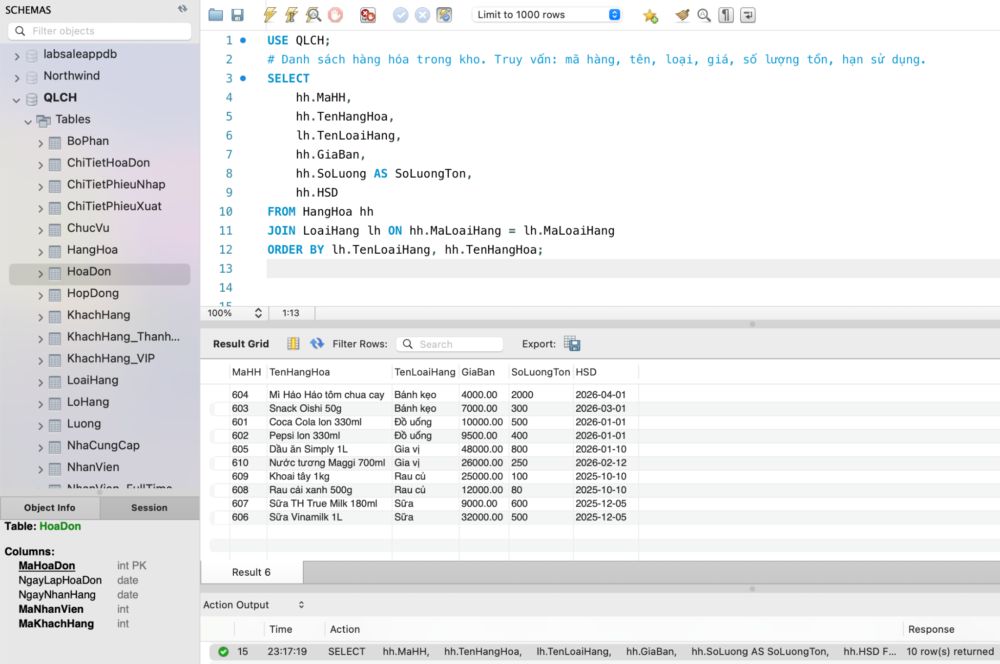 SCHEMAS
Filter objects
labsaleappdb
Northwind
QLCH
Tables
BoPhan
ChiTietHoaDon
ChiTietPhieuNhap
ChiTietPhieuXuat
ChucVu
HangHoa
HoaDon
HopDong
KhachHang
KhachHang_Thanh...
KhachHang_VIP
LoaiHang
LoHang
Luong
NhaCungCap
NhanVien
NhanVien_FullTime
Object Info Session
Table: HoaDon
Columns:
MaHoaDon int PK
NgayLapHoaDon date
NgayNhanHang date
MaNhanVien int
MaKhachHang int
Limit to 1000 rows
1 USE QLCH;
2 # Danh sách hàng hóa trong kho. Truy vấn: mã hàng, tên, loại, giá, số lượng tồn, hạn sử dụng.
3 SELECT
4 hh.MaHH,
5 hh.TenHangHoa,
6 lh.TenLoaiHang,
7 hh.GiaBan,
8 hh.SoLuong AS SoLuongTon,
9 hh.HSD
10 FROM HangHoa hh
11 JOIN LoaiHang lh ON hh.MaLoaiHang = lh.MaLoaiHang
12 ORDER BY lh.TenLoaiHang, hh.TenHangHoa;
13
14
15
100% 1:13
Result Grid Filter Rows: Search Export:
MaHH TenHangHoa TenLoaiHang GiaBan SoLuongTon HSD
604 Mì Hảo Hảo tôm chua cay Bánh kẹo 4000.00 2000 2026-04-01
603 Snack Oishi 50g Bánh kẹo 7000.00 300 2026-03-01
601 Coca Cola lon 330ml Đồ uống 10000.00 500 2026-01-01
602 Pepsi lon 330ml Đồ uống 9500.00 400 2026-01-01
605 Dầu ăn Simply 1L Gia vị 48000.00 800 2026-01-10
610 Nước tương Maggi 700ml Gia vị 26000.00 250 2026-02-12
609 Khoai tây 1kg Rau củ 25000.00 100 2025-10-10
608 Rau cải xanh 500g Rau củ 12000.00 80 2025-10-10
607 Sữa TH True Milk 180ml Sữa 9000.00 600 2025-12-05
606 Sữa Vinamilk 1L Sữa 32000.00 500 2025-12-05
Result 6
Action Output
Time Action Response
15 23:17:19 SELECT hh.MaHH, hh.TenHangHoa, lh.TenLoaiHang, hh.GiaBan, hh.SoLuong AS SoLuongTon, hh.HSD F... 10 row(s) returned